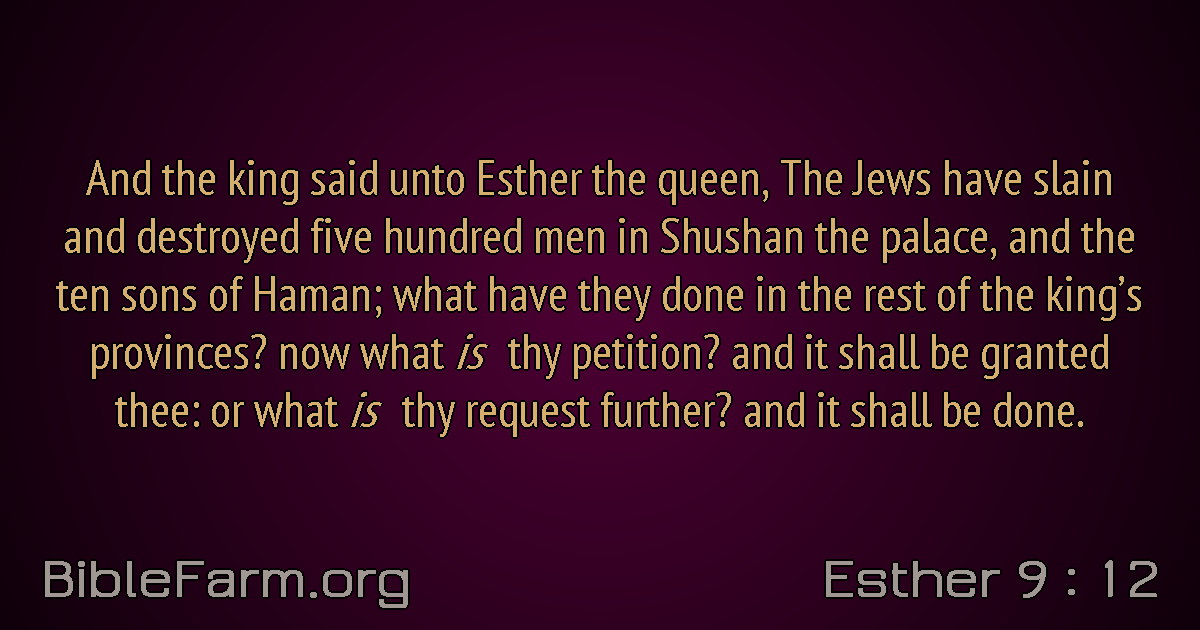 And the king said unto Esther the queen, The Jews have slain
and destroyed five hundred men in Shushan the palace, and the
ten sons of Haman; what have they done in the rest of the king’s
provinces? now what is thy petition? and it shall be granted
thee: or what is thy request further? and it shall be done.
BibleFarm.org
Esther 9 : 12